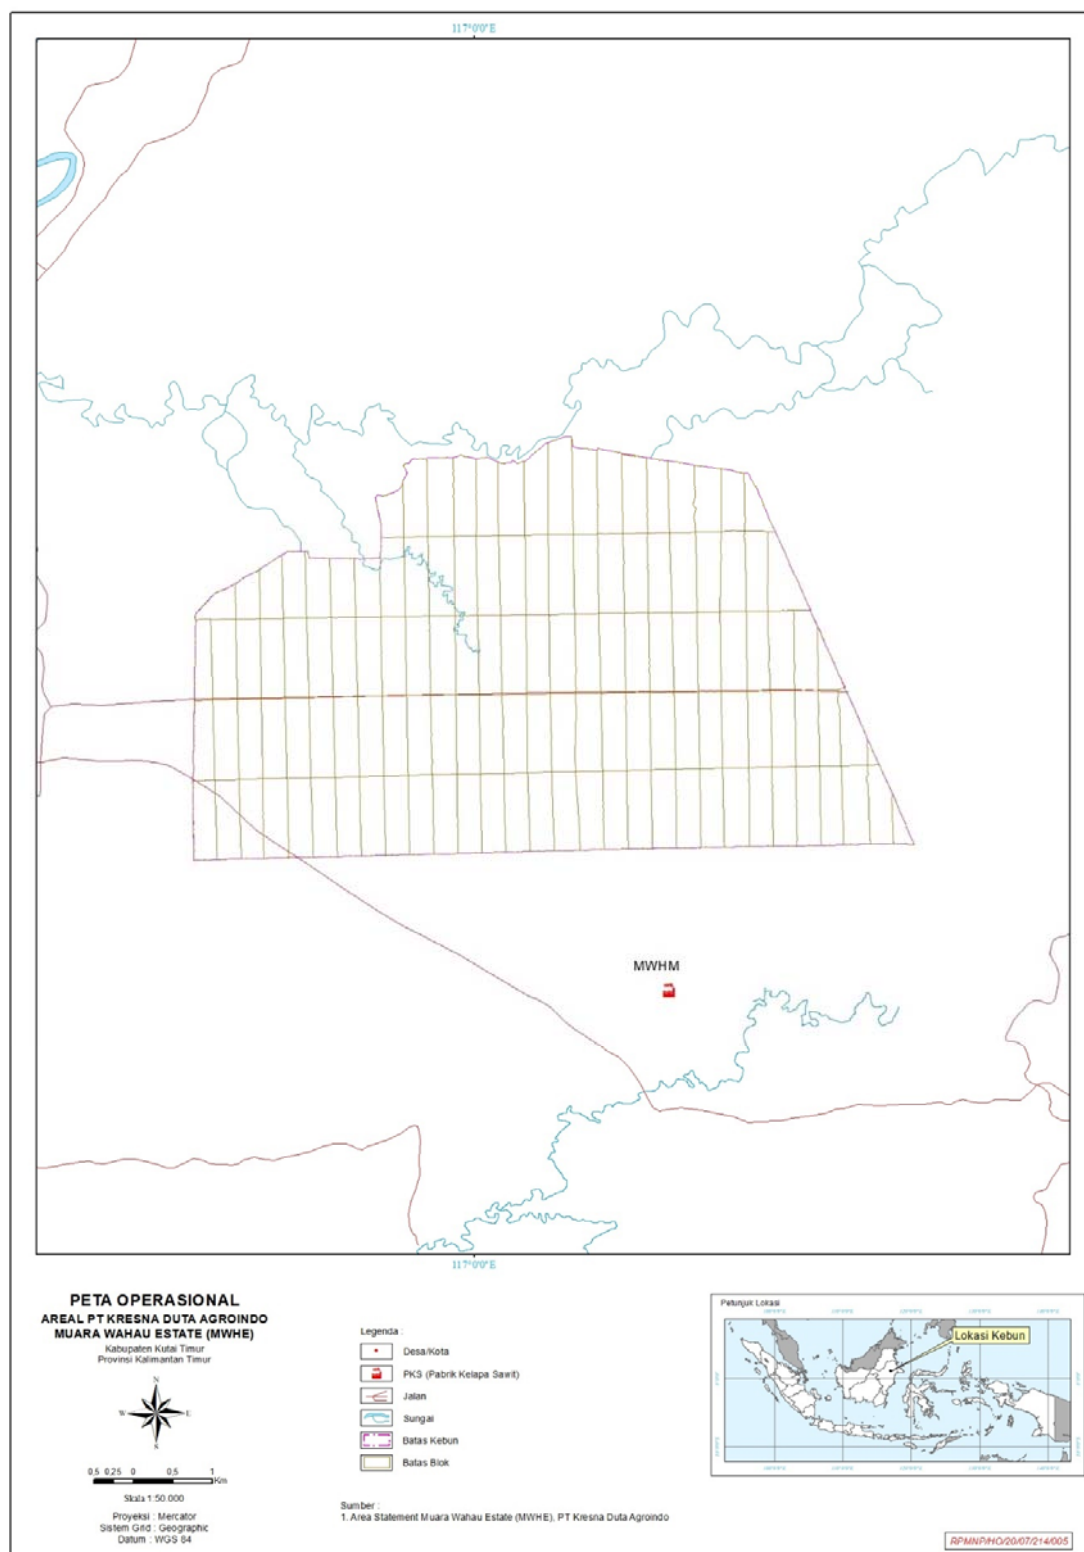 117°0'0"E
MWHM
117°0'0"E
PETA OPERASIONAL
AREAL PT KRESNA DUTA AGROINDO
MUARA WAHAU ESTATE (MWHE)
Kabupaten Kutai Timur
Provinsi Kalimantan Timur
N
W E
S
0,5 0,25 0 0,5 1
Km
Skala 1:50.000
Proyeksi : Mercator
Sistem Grid : Geographic
Datum : WGS 84
Legenda :
Desa/Kota
PKS (Pabrik Kelapa Sawit)
Jalan
Sungai
Batas Kebun
Batas Blok
Sumber :
1. Area Statement Muara Wahau Estate (MWHE), PT Kresna Duta Agroindo
Petunjuk Lokasi
Lokasi Kebun
RPMNP/HO/20/07/214/005